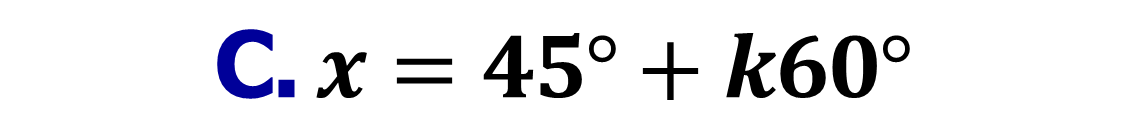 C. x = 45° + k60°